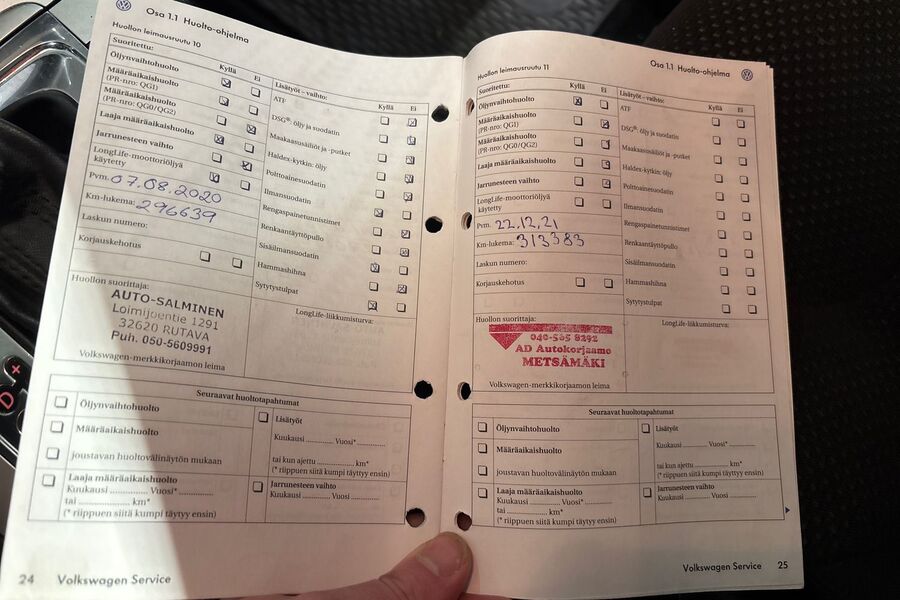 Osa 1.1 Huolto-ohjelma
Huollon leimausruutu 10
Suoritettu:
Kyllä Ei
Öljynvaihtohuolto
Määräaikaishuolto
(PR-nro: QG1)
Määräaikaishuolto
(PR-nro: QG0/QG2)
Laaja määräaikaishuolto
Jarrunesteen vaihto
LongLife-moottoriöljyä
käytetty
Pvm. 07.08.2020
Km-lukema: 296639
Laskun numero:
Korjauskehotus
Lisätyöt – vaihto:
Kyllä Ei
ATF
DSG®: öljy ja suodatin
Maakaasusäiliöt ja -putket
Haldex-kytkin: öljy
Polttoainesuodatin
Ilmansuodatin
Rengaspainetunnistimet
Renkaantäyttöpullo
Sisäilmansuodatin
Hammashihna
Sytytystulpat
Huollon suorittaja:
AUTO-SALMINEN
Loimijoentie 1291
32620 RUTAVA
Puh. 050-5609991
Volkswagen-merkkikorjaamon leima
LongLife-liikkumisturva:
Seuraavat huoltotapahtumat
Öljynvaihtohuolto
Määräaikaishuolto
joustavan huoltovälinäytön mukaan
Laaja määräaikaishuolto
Kuukausi ............... Vuosi* ...............
tai .................... km*
(* riippuen siitä kumpi täyttyy ensin)
Lisätyöt
Kuukausi ........... Vuosi* ...........
tai kun ajettu ............... km*
(* riippuen siitä kumpi täyttyy ensin)
Jarrunesteen vaihto
Kuukausi ........... Vuosi ...........
24 Volkswagen Service
Osa 1.1 Huolto-ohjelma
Huollon leimausruutu 11
Suoritettu:
Kyllä Ei
Öljynvaihtohuolto
Määräaikaishuolto
(PR-nro: QG1)
Määräaikaishuolto
(PR-nro: QG0/QG2)
Laaja määräaikaishuolto
Jarrunesteen vaihto
LongLife-moottoriöljyä
käytetty
Pvm. 22.12.21
Km-lukema: 313383
Laskun numero:
Korjauskehotus
Lisätyöt – vaihto:
Kyllä Ei
ATF
DSG®: öljy ja suodatin
Maakaasusäiliöt ja -putket
Haldex-kytkin: öljy
Polttoainesuodatin
Ilmansuodatin
Rengaspainetunnistimet
Renkaantäyttöpullo
Sisäilmansuodatin
Hammashihna
Sytytystulpat
Huollon suorittaja:
040-585 8292
AD Autokorjaamo
METSÄMÄKI
Volkswagen-merkkikorjaamon leima
LongLife-liikkumisturva:
Seuraavat huoltotapahtumat
Öljynvaihtohuolto
Määräaikaishuolto
joustavan huoltovälinäytön mukaan
Laaja määräaikaishuolto
Kuukausi ............... Vuosi* ...............
tai .................... km*
(* riippuen siitä kumpi täyttyy ensin)
Lisätyöt
Kuukausi ........... Vuosi* ...........
tai kun ajettu ............... km*
(* riippuen siitä kumpi täyttyy ensin)
Jarrunesteen vaihto
Kuukausi ........... Vuosi ...........
Volkswagen Service 25
D